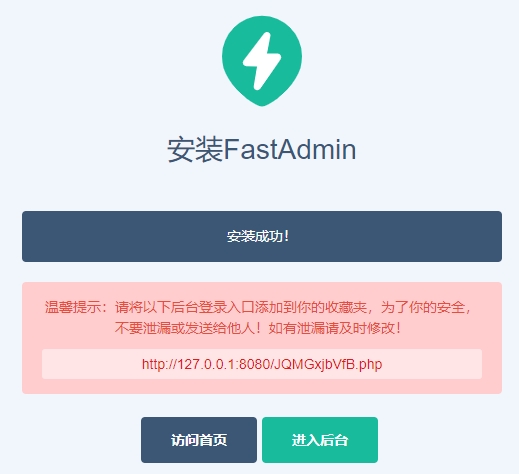 安装FastAdmin
安装成功！
温馨提示：请将以下后台登录入口添加到你的收藏夹，为了你的安全，
不要泄漏或发送给他人！如有泄漏请及时修改！
http://127.0.0.1:8080/JQMGxjbVfB.php
访问首页 进入后台